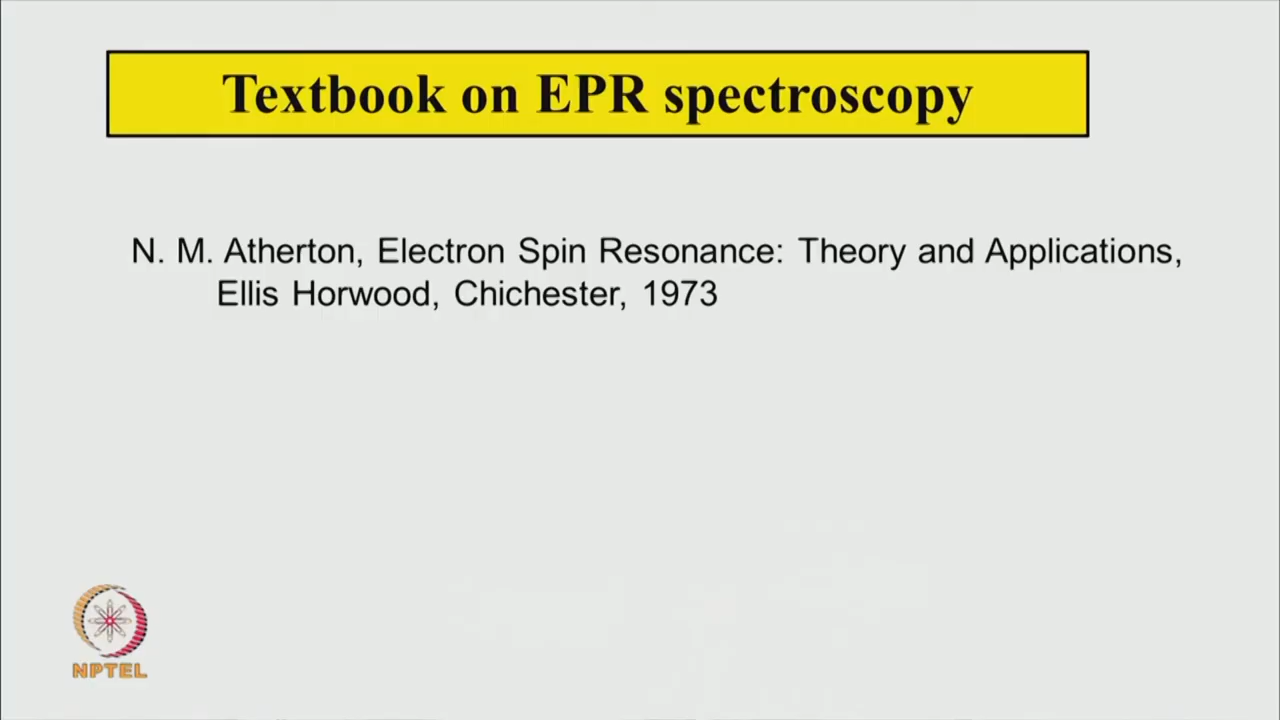 Textbook on EPR spectroscopy
N. M. Atherton, Electron Spin Resonance: Theory and Applications,
Ellis Horwood, Chichester, 1973
NPTEL